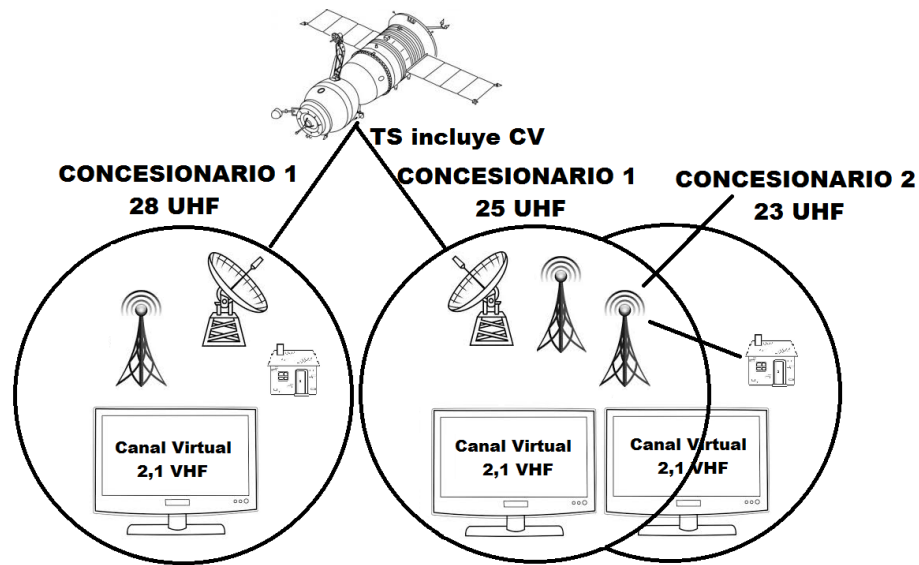 TS incluye CV
CONCESIONARIO 1
28 UHF
CONCESIONARIO 1
25 UHF
CONCESIONARIO 2
23 UHF
Canal Virtual
2,1 VHF
Canal Virtual
2,1 VHF
Canal Virtual
2,1 VHF